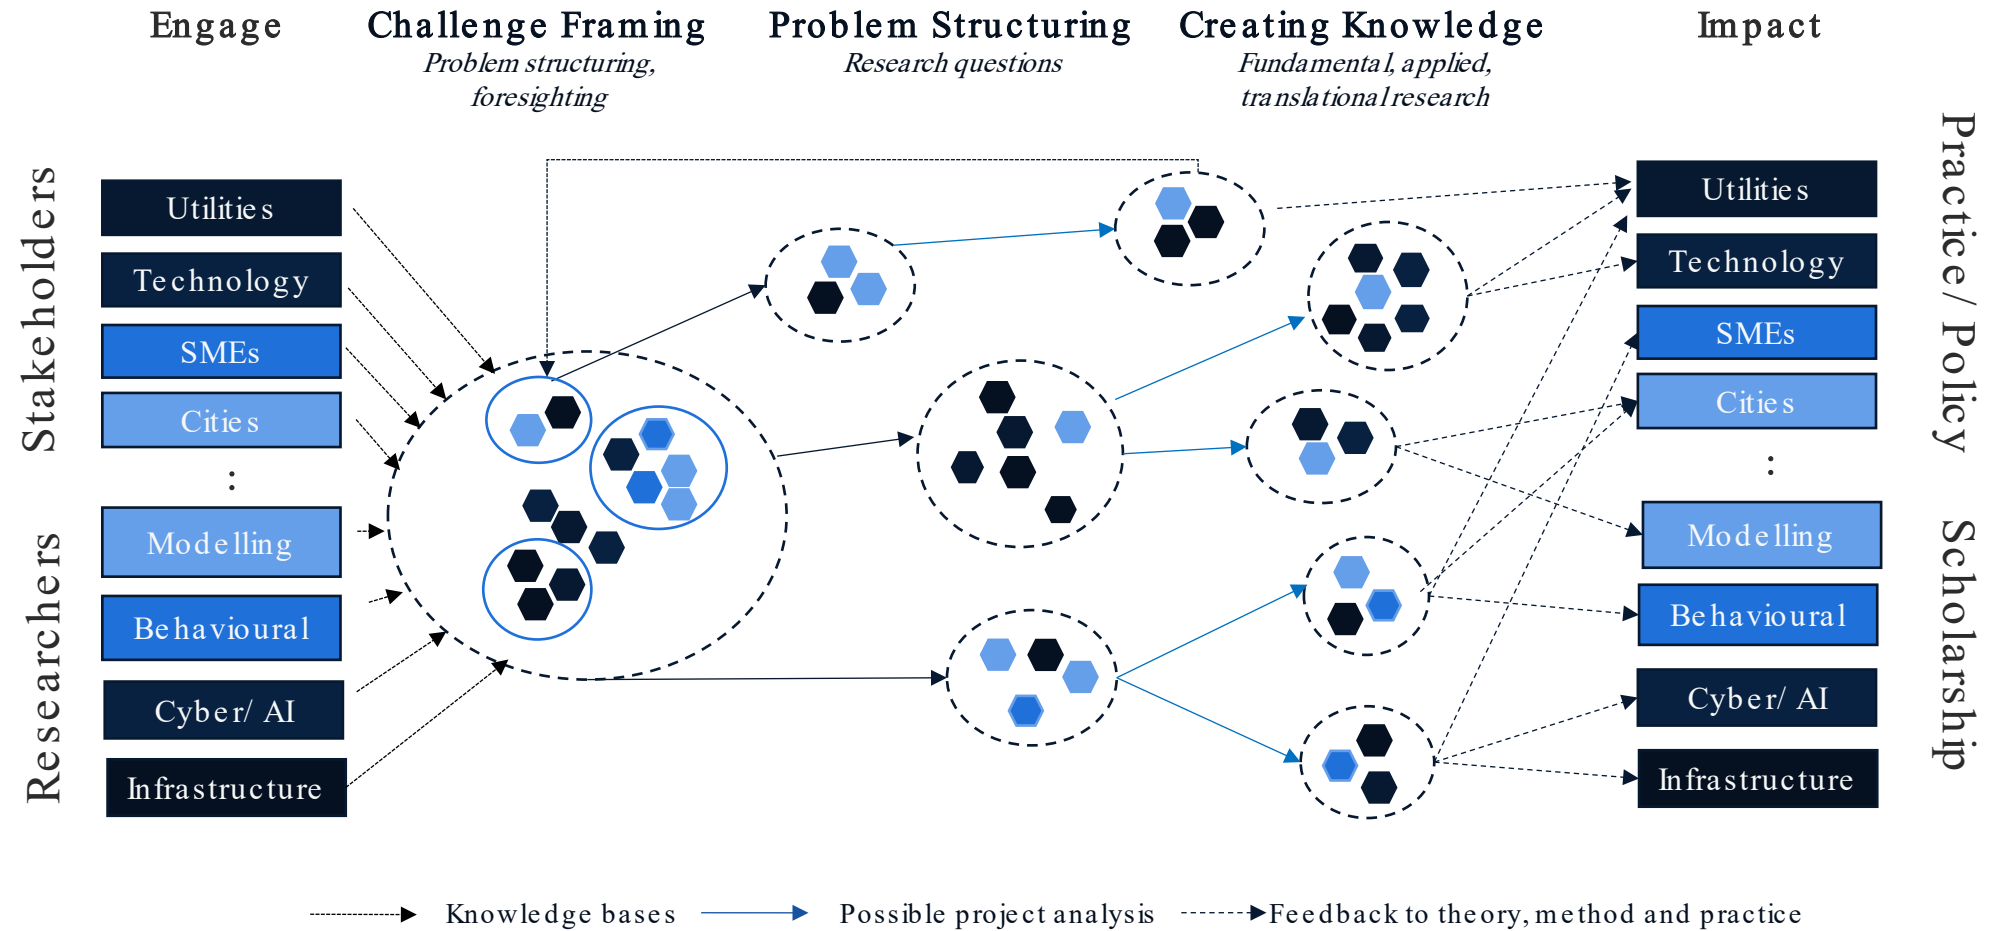 Engage
Challenge Framing
Problem structuring,
foresighting
Problem Structuring
Research questions
Creating Knowledge
Fundamental, applied,
translational research
Impact
Stakeholders
Researchers
Utilities
Technology
SMEs
Cities
:
Modelling
Behavioural
Cyber/ AI
Infrastructure
Utilities
Technology
SMEs
Cities
:
Modelling
Behavioural
Cyber/ AI
Infrastructure
Practice/ Policy
Scholarship
Knowledge bases
Possible project analysis
Feedback to theory, method and practice